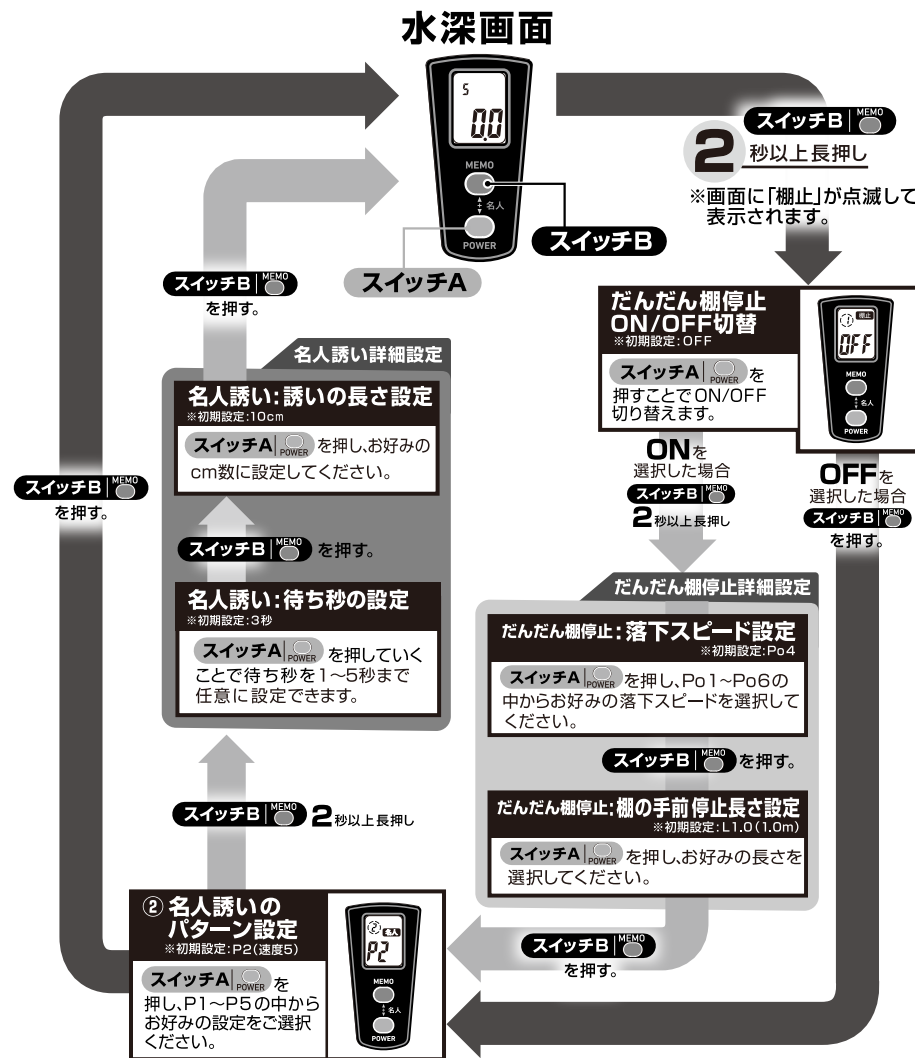 水深画面
5
0.0
MEMO
名人
POWER
スイッチA
スイッチB
スイッチB MEMO
2秒以上長押し
※画面に「棚止」が点滅して
表示されます。
だんだん棚停止
ON/OFF切替
※初期設定:OFF
スイッチA POWER を
押すことでON/OFF
切り替えます。
1 棚止
OFF
MEMO
名人
POWER
ONを
選択した場合
スイッチB MEMO
2秒以上長押し
OFFを
選択した場合
スイッチB MEMO
を押す。
だんだん棚停止詳細設定
だんだん棚停止:落下スピード設定
※初期設定:Po4
スイッチA POWER を押し、Po1~Po6の
中からお好みの落下スピードを選択して
ください。
スイッチB MEMO を押す。
だんだん棚停止:棚の手前停止長さ設定
※初期設定:L1.0(1.0m)
スイッチA POWER を押し、お好みの長さを
選択してください。
スイッチB MEMO
を押す。
② 名人誘いの
パターン設定
※初期設定:P2(速度5)
スイッチA POWER を
押し、P1~P5の中から
お好みの設定をご選択
ください。
2 名人
P2
MEMO
名人
POWER
スイッチB MEMO 2秒以上長押し
名人誘い詳細設定
名人誘い:待ち秒の設定
※初期設定:3秒
スイッチA POWER を押していく
ことで待ち秒を1~5秒まで
任意に設定できます。
スイッチB MEMO を押す。
名人誘い:誘いの長さ設定
※初期設定:10cm
スイッチA POWER を押し、お好みの
cm数に設定してください。
スイッチB MEMO
を押す。
スイッチB MEMO
を押す。